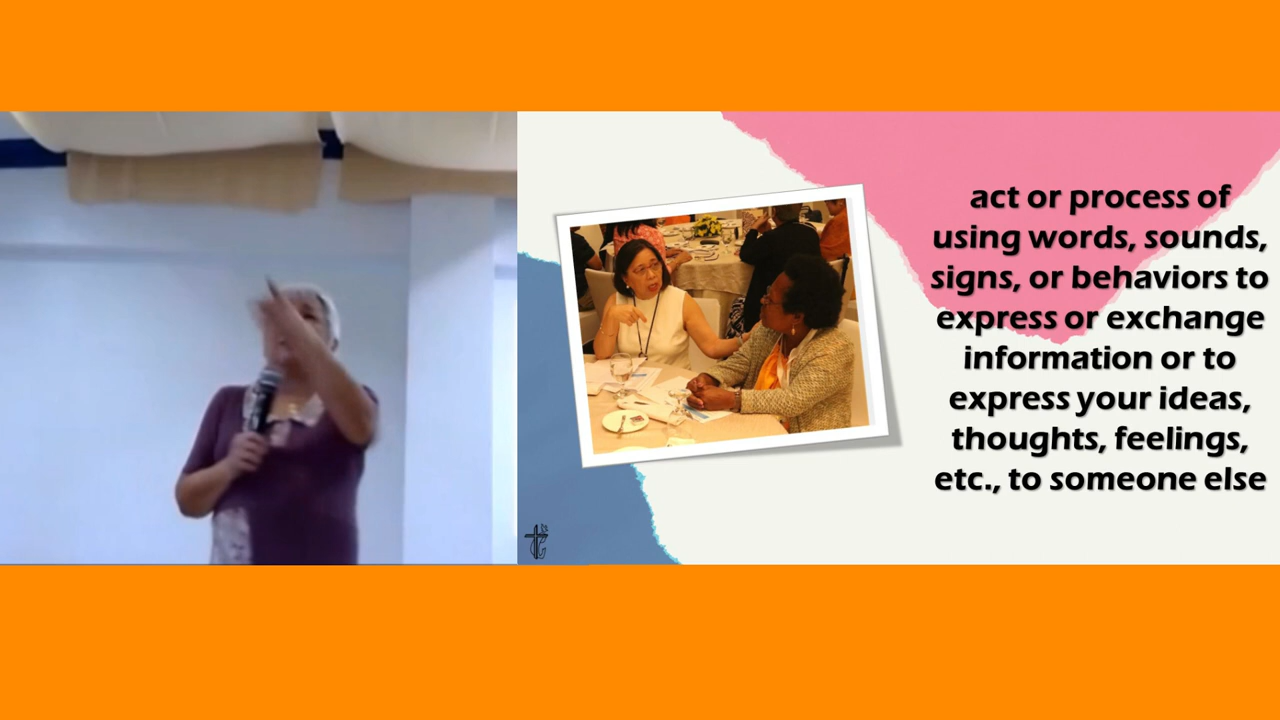 act or process of
using words, sounds,
signs, or behaviors to
express or exchange
information or to
express your ideas,
thoughts, feelings,
etc., to someone else